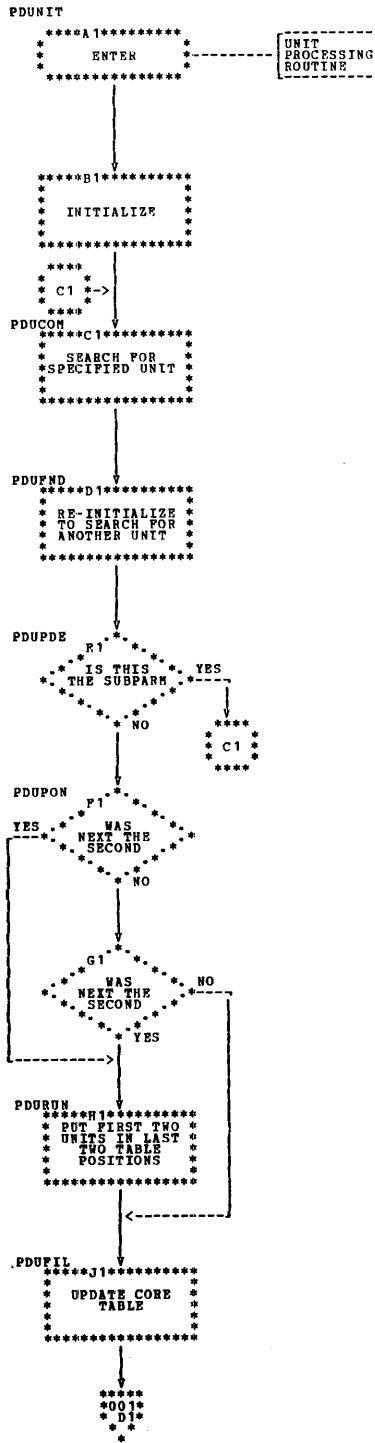 PDUNIT
A1
ENTER
UNIT
PROCESSING
ROUTINE
B1
INITIALIZE
C1
PDUCOM
C1
SEARCH FOR
SPECIFIED UNIT
PDUFND
D1
RE-INITIALIZE
TO SEARCH FOR
ANOTHER UNIT
PDUPDE
E1
IS THIS
THE SUBPARM
YES
NO
C1
PDUPON
F1
YES
WAS
NEXT THE
SECOND
NO
G1
WAS
NEXT THE
SECOND
NO
YES
PDURUN
H1
PUT FIRST TWO
UNITS IN LAST
TWO TABLE
POSITIONS
PDUFIL
J1
UPDATE CORE
TABLE
001
D1